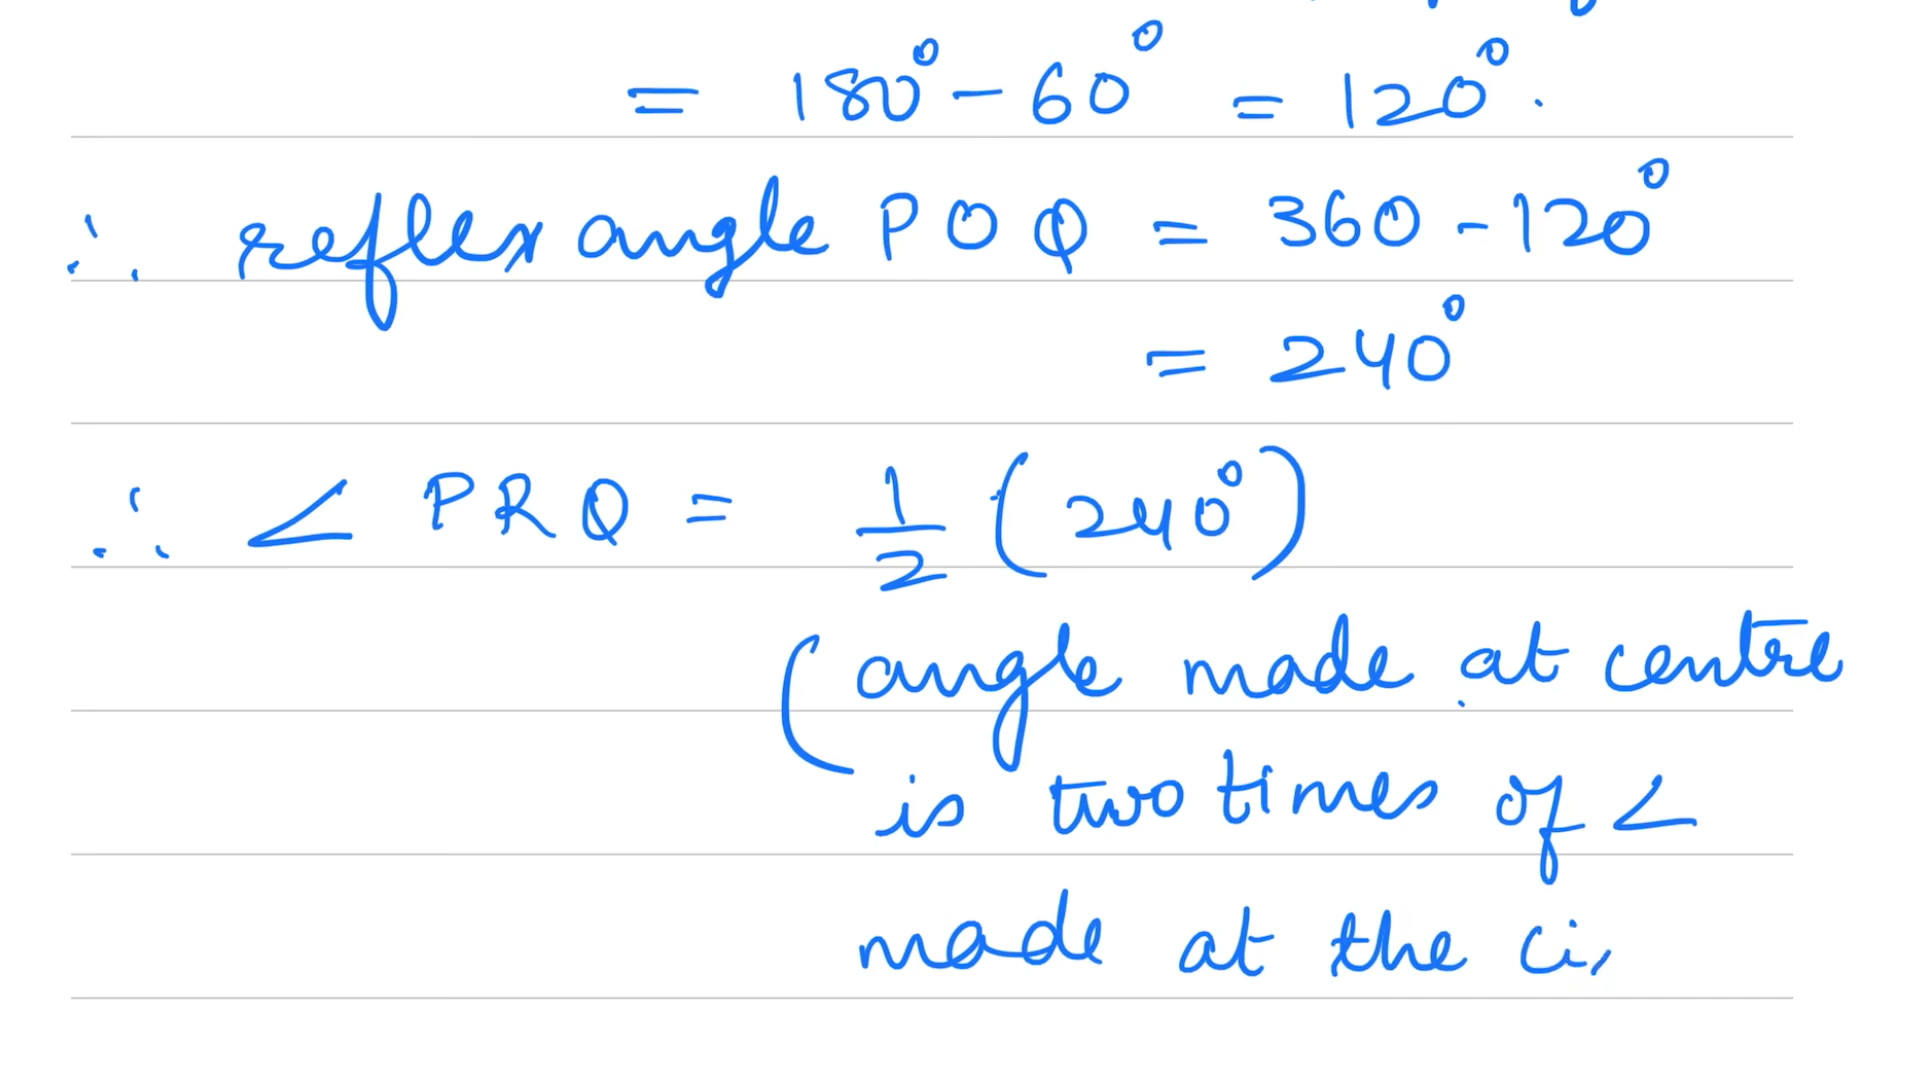 = 180° - 60° = 120°.
∴ reflex angle POQ = 360 - 120°
= 240°
∴ ∠ PRQ = 1/2 (240°)
(angle made at centre
is two times of ∠
made at the ci